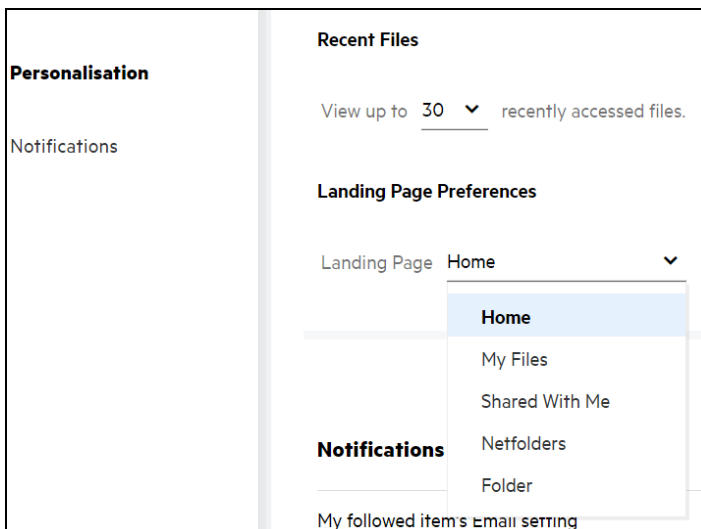 Personalisation
Notifications
Recent Files
View up to 30 recently accessed files.
Landing Page Preferences
Landing Page Home
Home
My Files
Shared With Me
Netfolders
Folder
Notifications
My followed item's Email setting